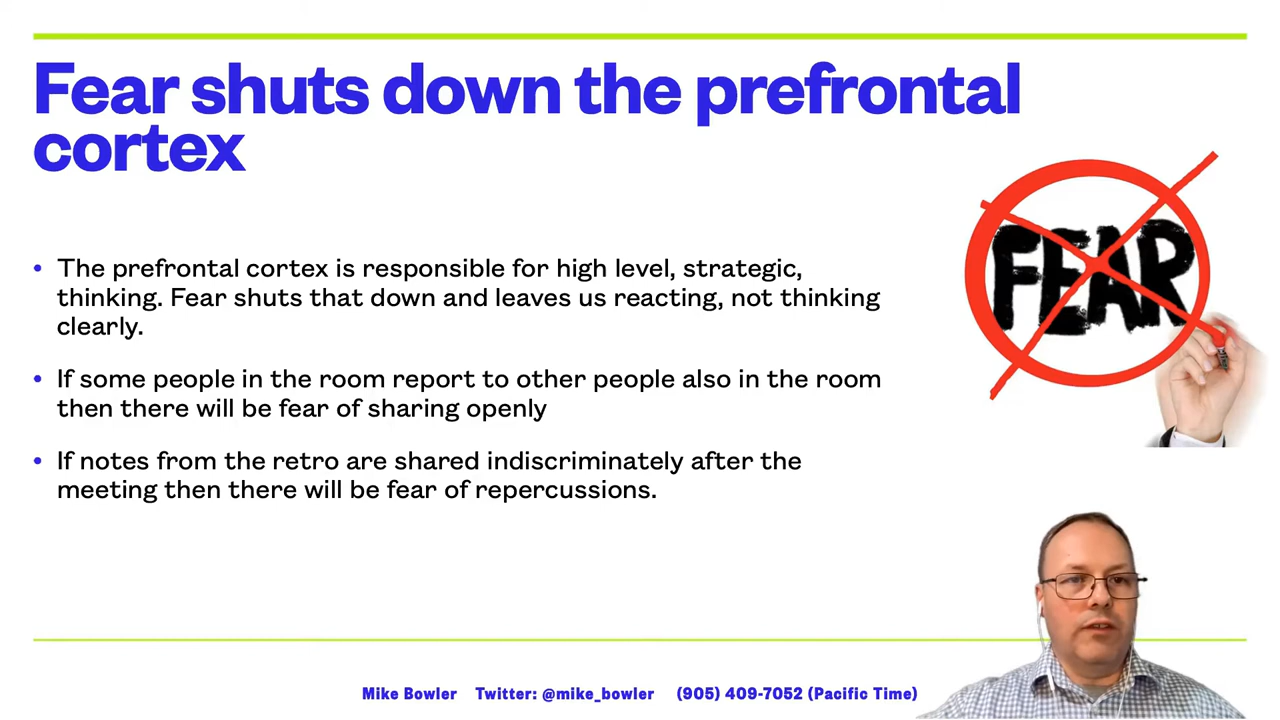 Fear shuts down the prefrontal
cortex
• The prefrontal cortex is responsible for high level, strategic,
thinking. Fear shuts that down and leaves us reacting, not thinking
clearly.
• If some people in the room report to other people also in the room
then there will be fear of sharing openly
• If notes from the retro are shared indiscriminately after the
meeting then there will be fear of repercussions.
FEAR
Mike Bowler Twitter: @mike_bowler (905) 409-7052 (Pacific Time)